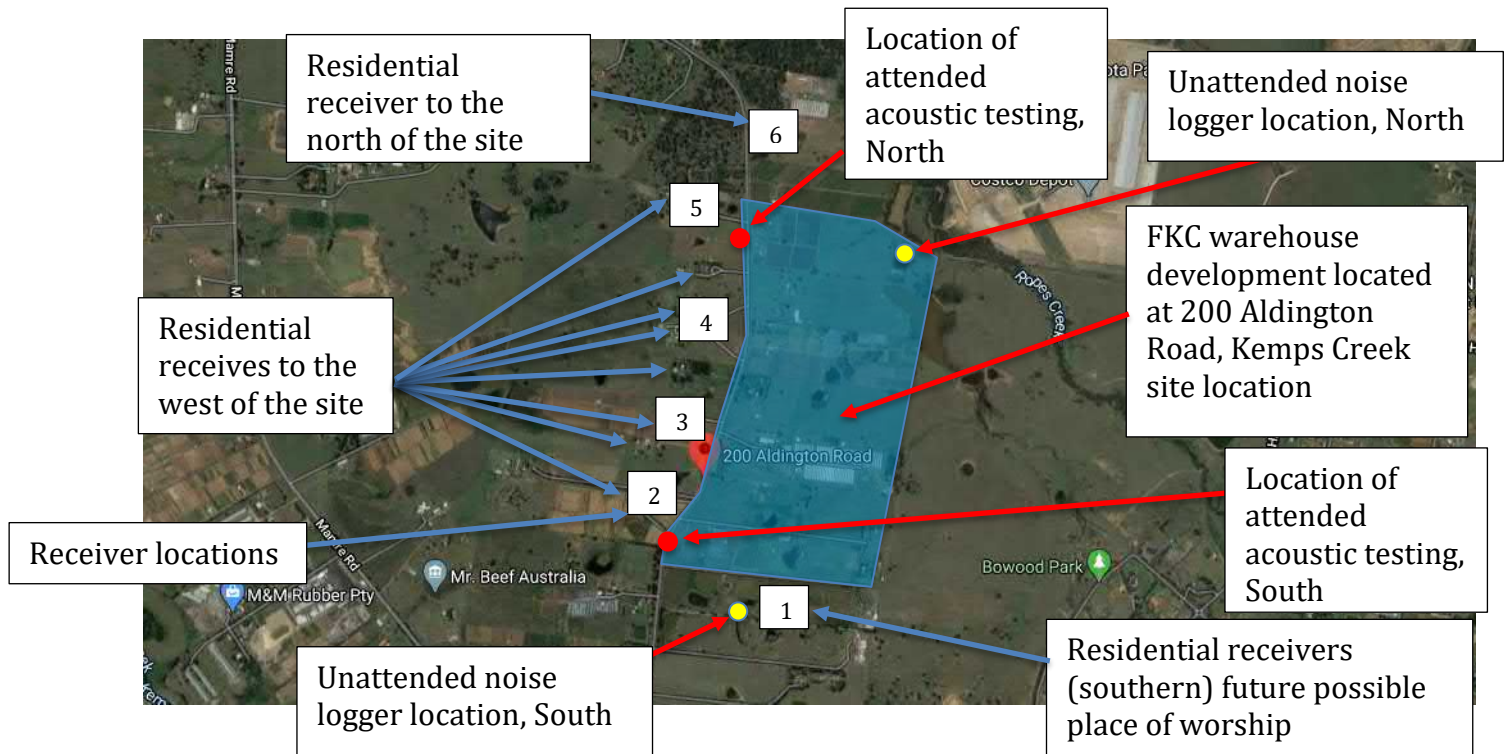 Residential
receiver to the
north of the site
Location of
attended
acoustic testing,
North
Unattended noise
logger location, North
FKC warehouse
development located
at 200 Aldington
Road, Kemps Creek
site location
Residential
receives to the
west of the site
Receiver locations
Location of
attended
acoustic testing,
South
Unattended noise
logger location, South
Residential receivers
(southern) future possible
place of worship
6
5
4
3
2
1
Mamre Rd
Costco Depot
Ropes Creek
200 Aldington Road
Mamre Rd
Mr. Beef Australia
M&M Rubber Pty
Bowood Park